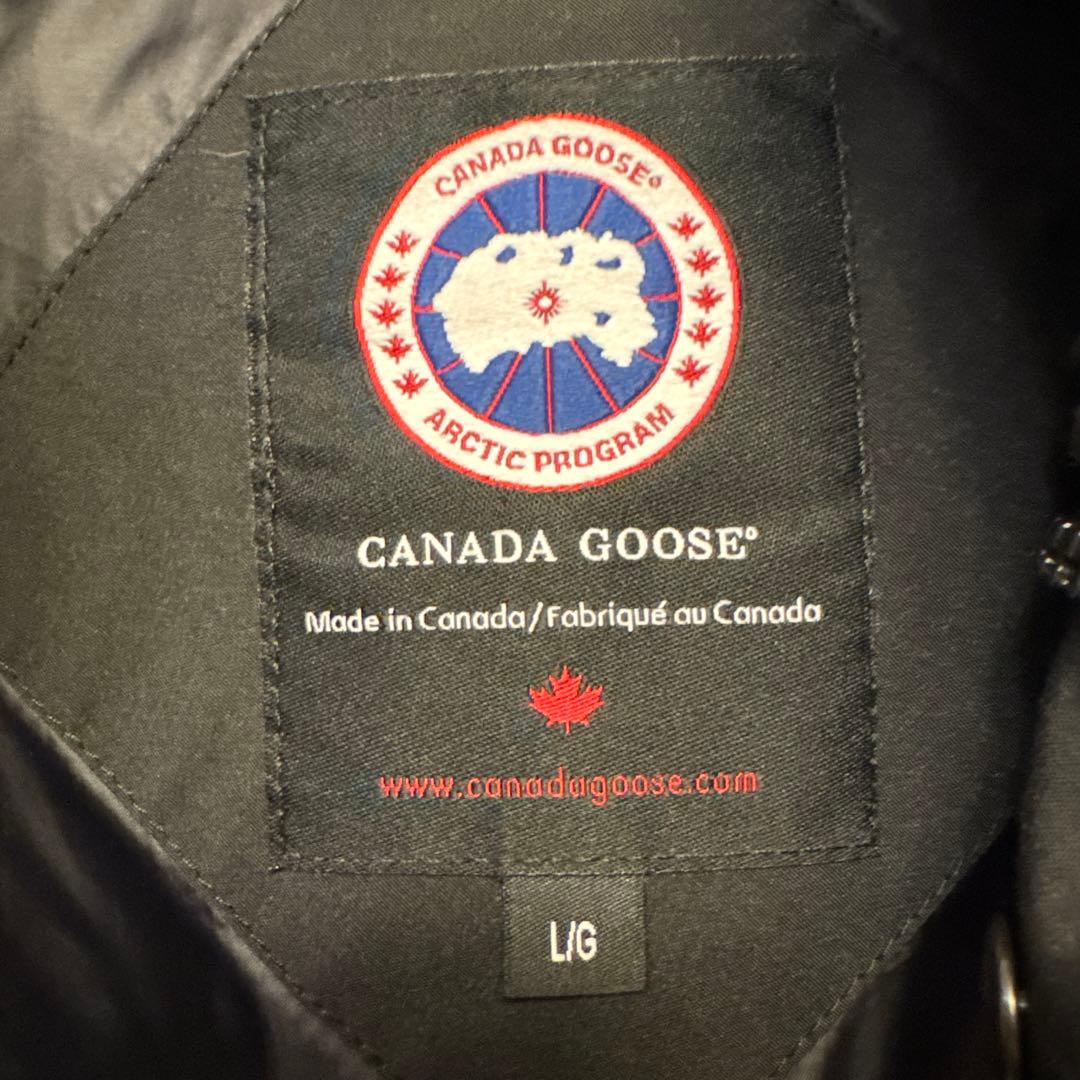 CANADA GOOSE®
ARCTIC PROGRAM
CANADA GOOSE®
Made in Canada/Fabriqué au Canada
www.canadagoose.com
L/G